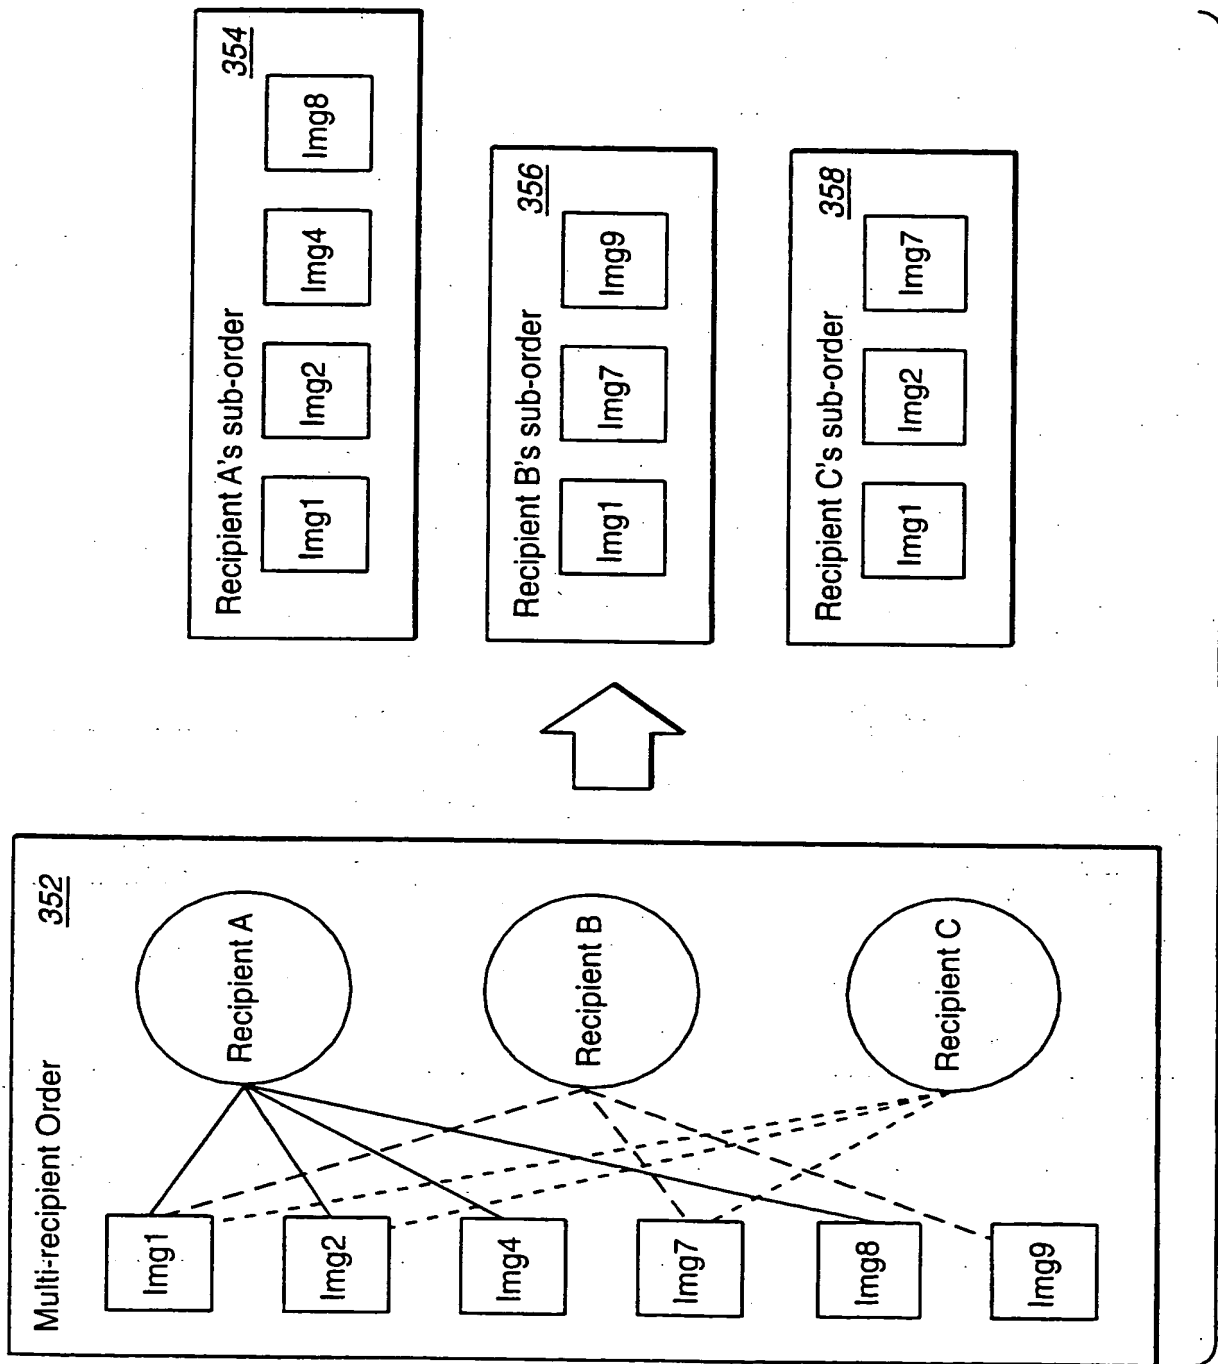 Multi-recipient Order
352
Img1
Img2
Img4
Img7
Img8
Img9
Recipient A
Recipient B
Recipient C
Recipient A's sub-order
354
Img1
Img2
Img4
Img8
Recipient B's sub-order
356
Img1
Img7
Img9
Recipient C's sub-order
358
Img1
Img2
Img7